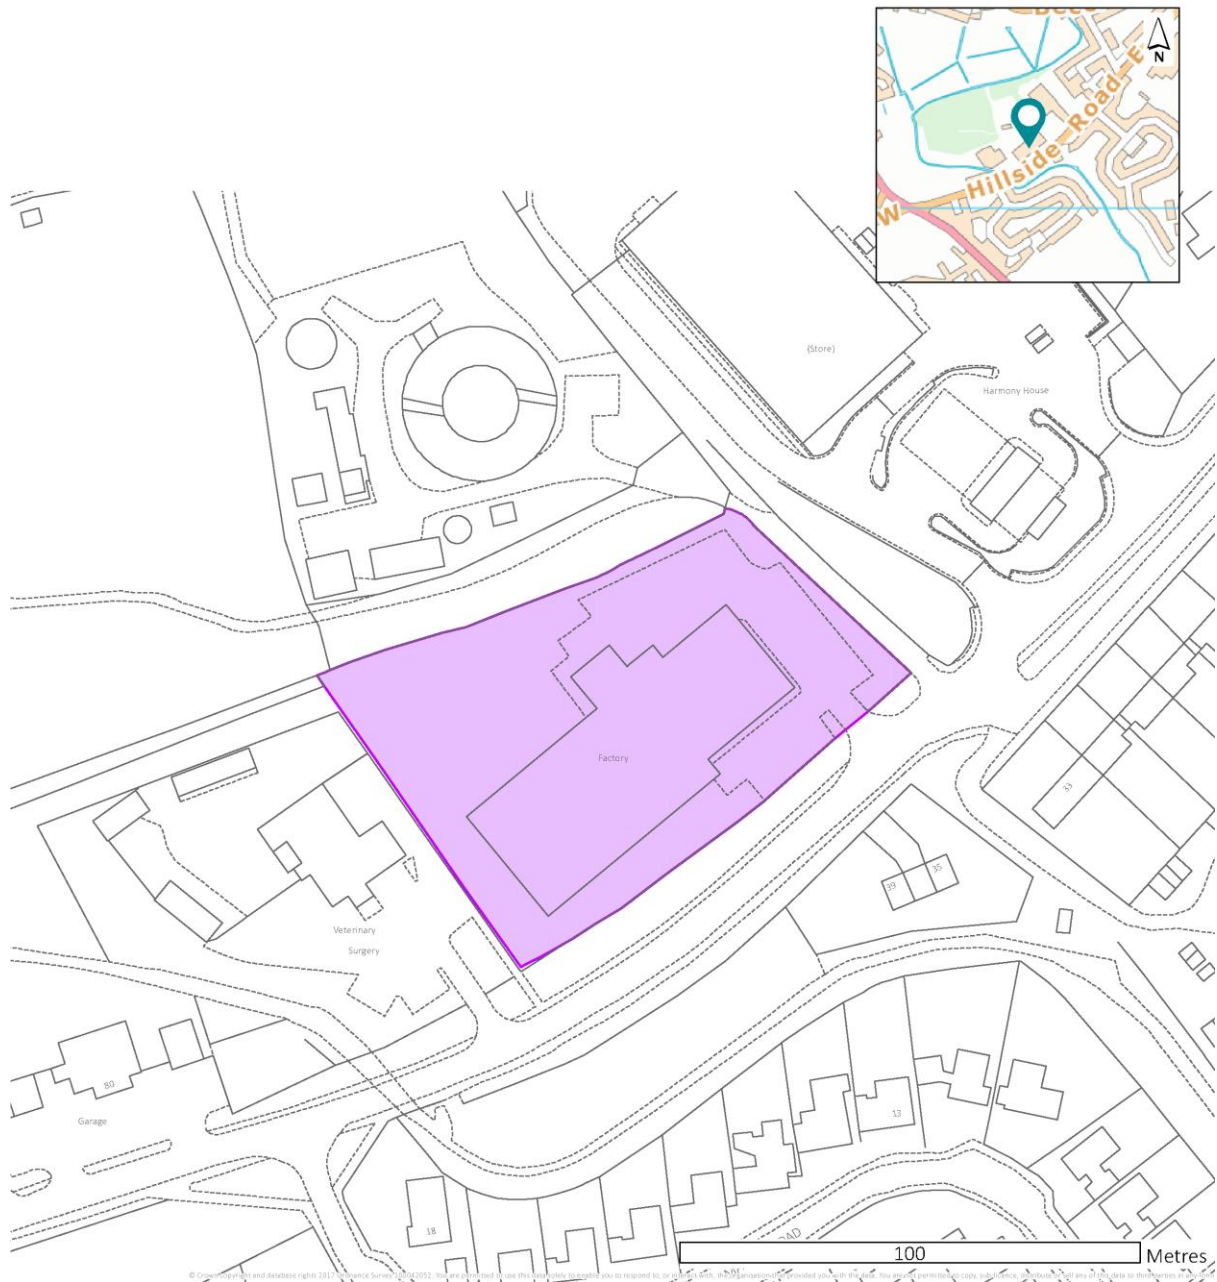 N
Hillside Road E
W
(Store)
Harmony House
Factory
33
39
35
Veterinary
Surgery
80
Garage
13
18
100
Metres